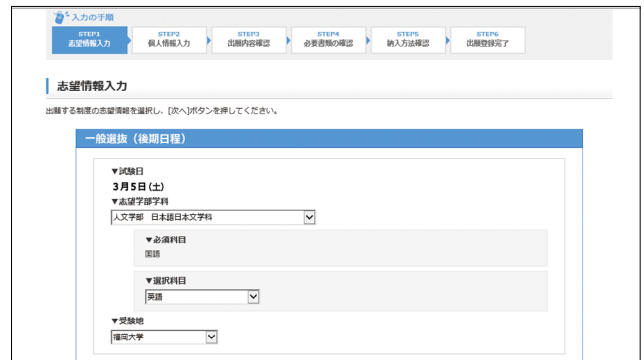 入力の手順
STEP1
志望情報入力
STEP2
個人情報入力
STEP3
出願内容確認
STEP4
必要書類の確認
STEP5
納入方法確認
STEP6
出願登録完了
志望情報入力
出願する制度の志望情報を選択し、[次へ]ボタンを押してください。
一般選抜（後期日程）
▼試験日
3月5日(土)
▼志望学部学科
人文学部 日本語日本文学科
▼必須科目
国語
▼選択科目
英語
▼受験地
福岡大学